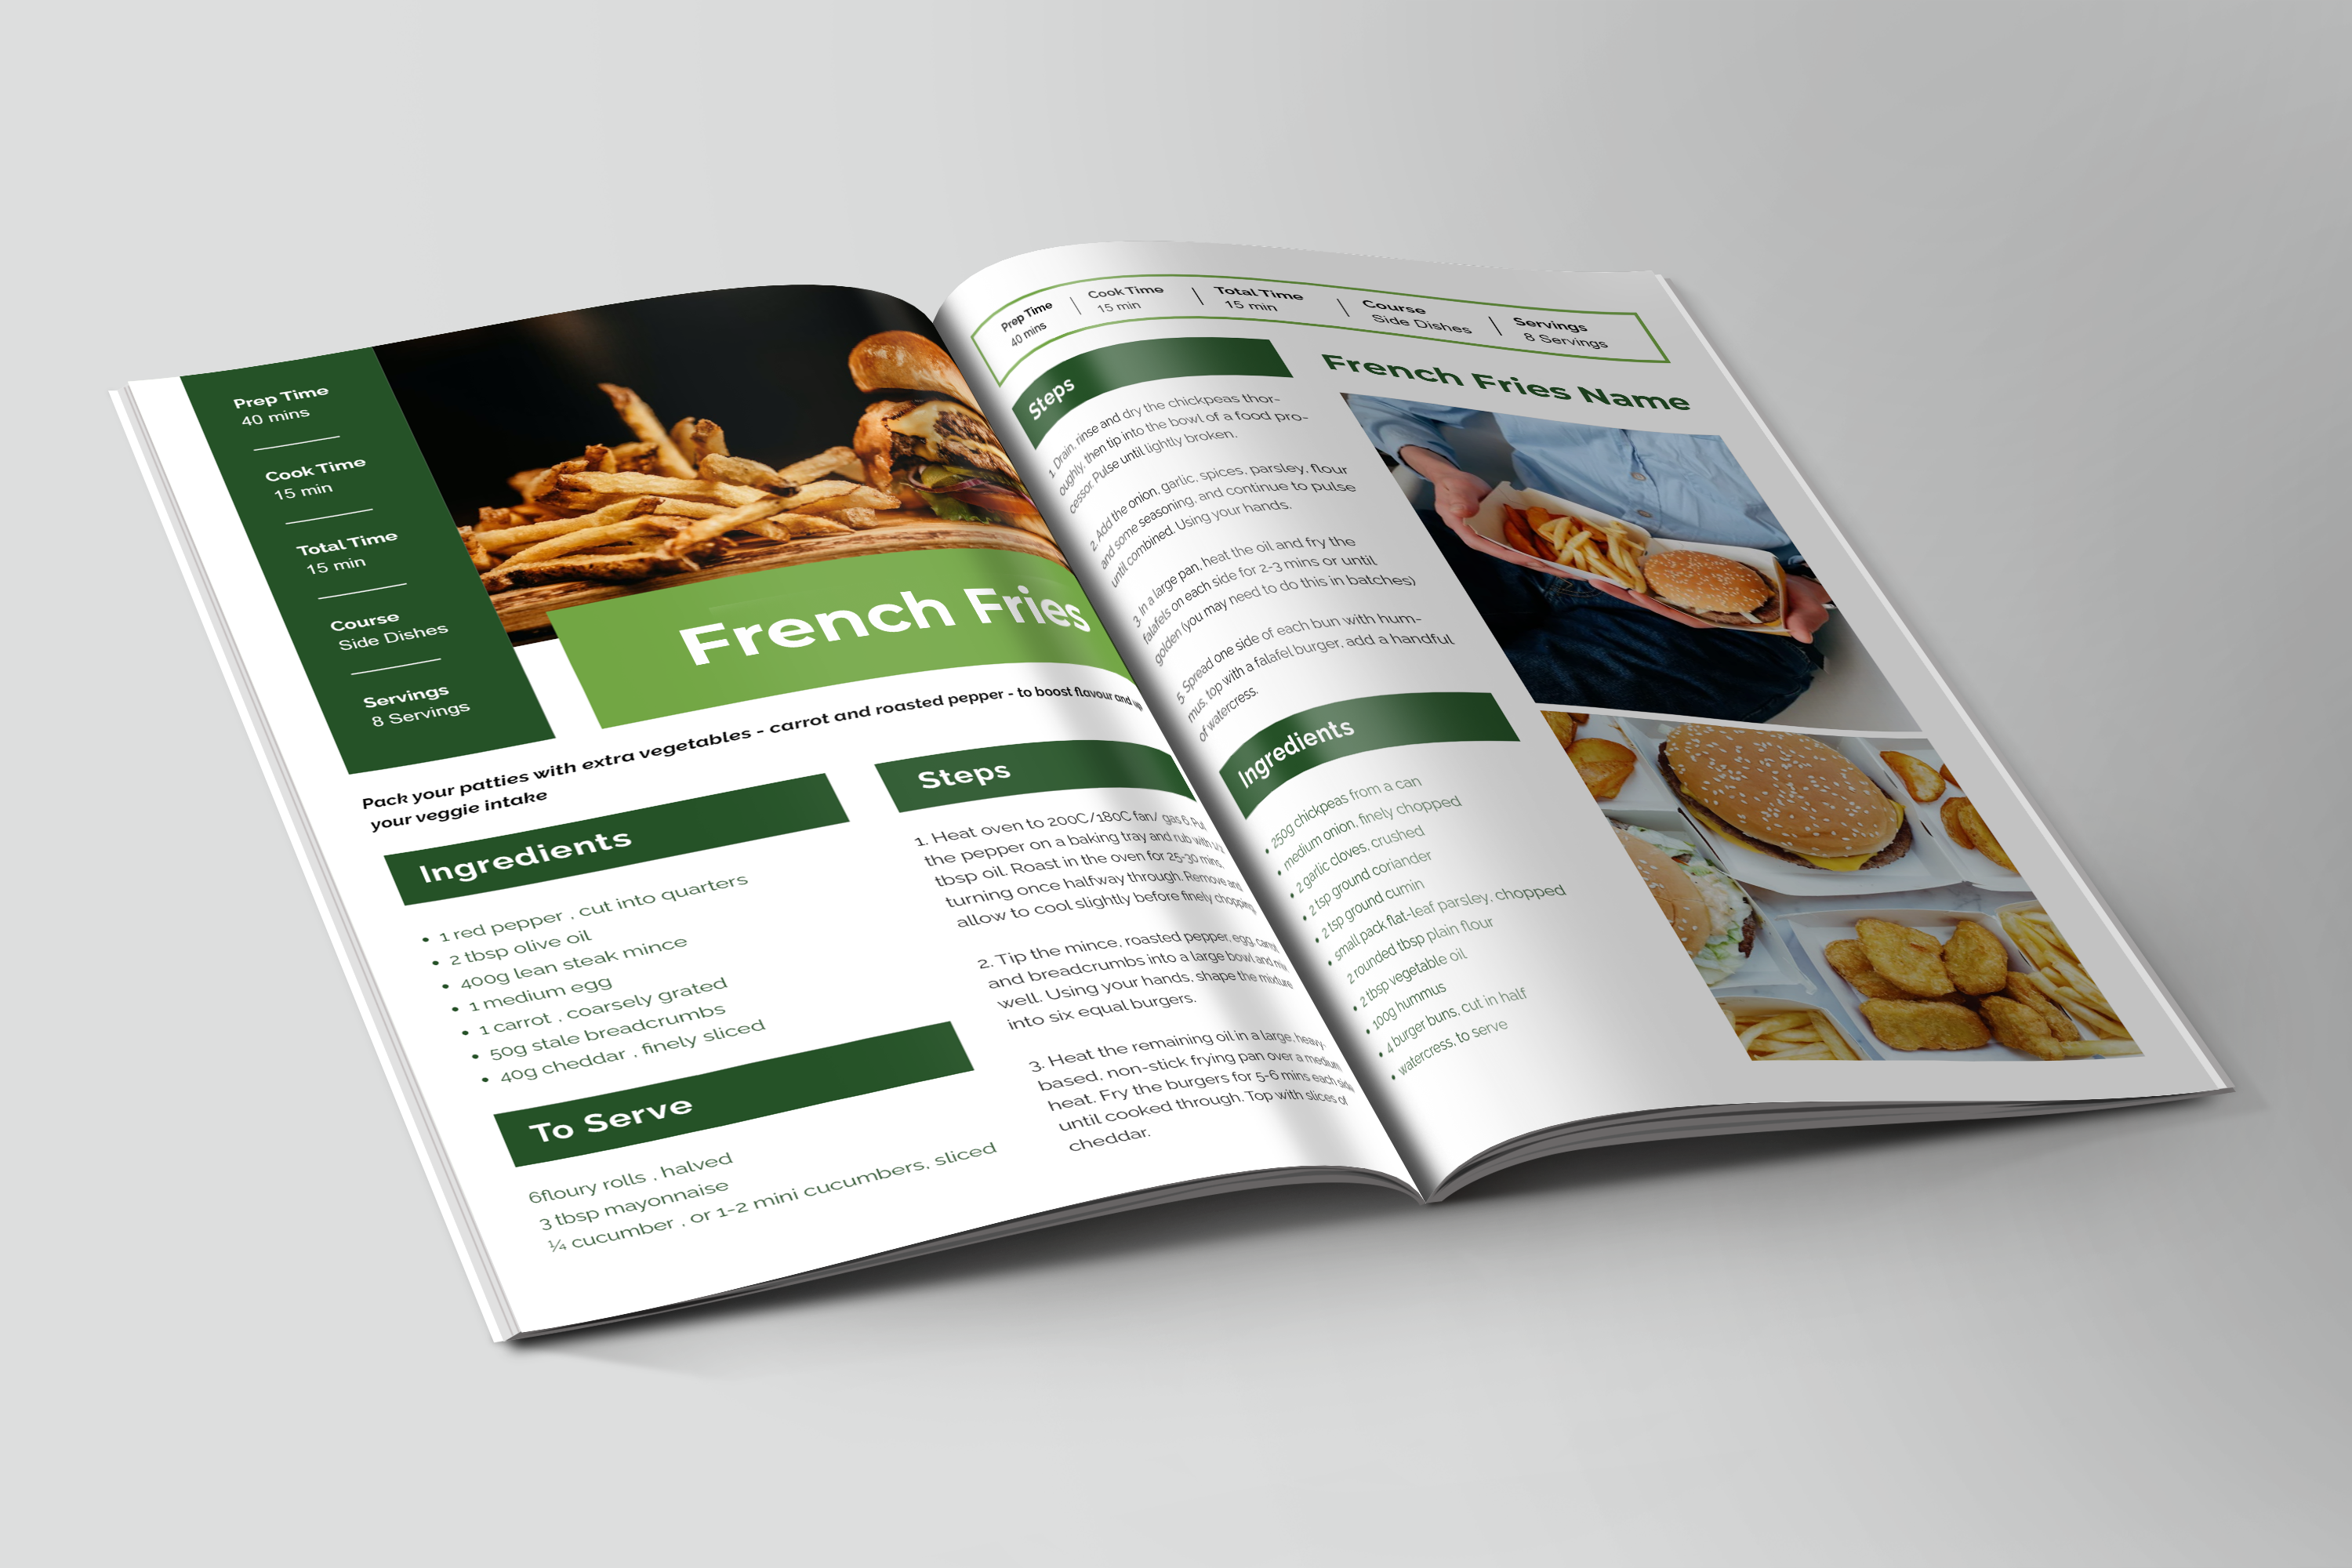 Prep Time
40 mins
Cook Time
15 min
Total Time
15 min
Course
Side Dishes
Servings
8 Servings
French Fries
Pack your patties with extra vegetables - carrot and roasted pepper - to boost flavour and up
your veggie intake
Ingredients
• 1 red pepper , cut into quarters
• 2 tbsp olive oil
• 400g lean steak mince
• 1 medium egg
• 1 carrot , coarsely grated
• 50g stale breadcrumbs
• 40g cheddar , finely sliced
To Serve
6floury rolls , halved
3 tbsp mayonnaise
¼ cucumber , or 1-2 mini cucumbers, sliced
Steps
1. Heat oven to 200C/180C fan/ gas 6. Put
the pepper on a baking tray and rub with 1/2
tbsp oil. Roast in the oven for 25-30 mins,
turning once halfway through. Remove and
allow to cool slightly before finely chopping.
2. Tip the mince, roasted pepper, egg, carrot
and breadcrumbs into a large bowl and mix
well. Using your hands, shape the mixture
into six equal burgers.
3. Heat the remaining oil in a large, heavy-
based, non-stick frying pan over a medium
heat. Fry the burgers for 5-6 mins each side
until cooked through. Top with slices of
cheddar.
Prep Time
40 mins
Cook Time
15 min
Total Time
15 min
Course
Side Dishes
Servings
8 Servings
Steps
1. Drain, rinse and dry the chickpeas thor-
oughly, then tip into the bowl of a food pro-
cessor. Pulse until lightly broken.
2. Add the onion, garlic, spices, parsley, flour
and some seasoning, and continue to pulse
until combined. Using your hands,
3. In a large pan, heat the oil and fry the
falafels on each side for 2-3 mins or until
golden (you may need to do this in batches)
5. Spread one side of each bun with hum-
mus, top with a falafel burger, add a handful
of watercress.
Ingredients
• 250g chickpeas from a can
• medium onion, finely chopped
• 2 garlic cloves, crushed
• 2 tsp ground coriander
• 2 tsp ground cumin
• small pack flat-leaf parsley, chopped
2 rounded tbsp plain flour
• 2 tbsp vegetable oil
• 100g hummus
• 4 burger buns, cut in half
• watercress, to serve
French Fries Name